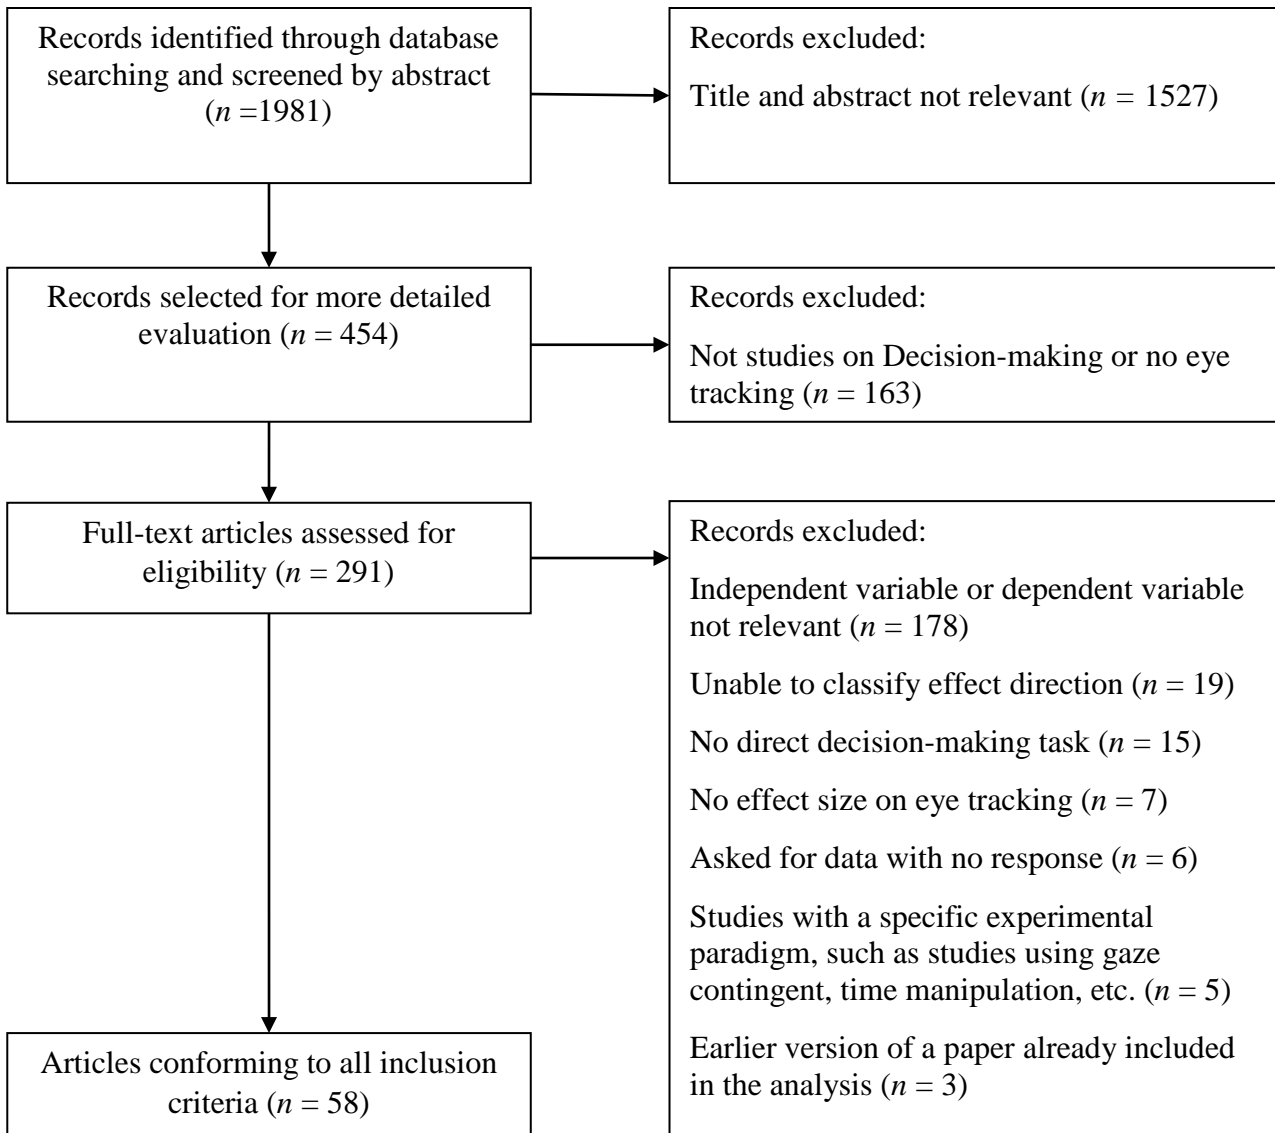 Records identified through database
searching and screened by abstract
(n =1981)
Records excluded:
Title and abstract not relevant (n = 1527)
Records selected for more detailed
evaluation (n = 454)
Records excluded:
Not studies on Decision-making or no eye
tracking (n = 163)
Full-text articles assessed for
eligibility (n = 291)
Records excluded:
Independent variable or dependent variable
not relevant (n = 178)
Unable to classify effect direction (n = 19)
No direct decision-making task (n = 15)
No effect size on eye tracking (n = 7)
Asked for data with no response (n = 6)
Studies with a specific experimental
paradigm, such as studies using gaze
contingent, time manipulation, etc. (n = 5)
Earlier version of a paper already included
in the analysis (n = 3)
Articles conforming to all inclusion
criteria (n = 58)